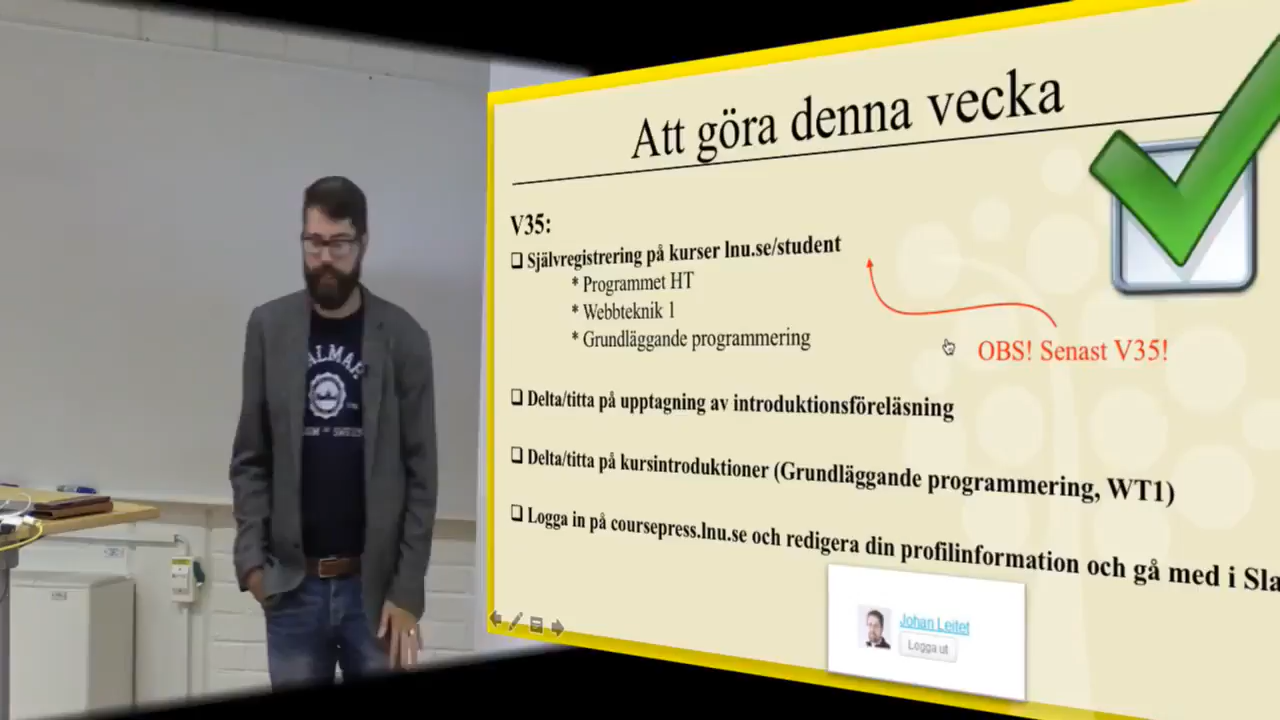 Att göra denna vecka
V35:
❑ Självregistrering på kurser lnu.se/student
* Programmet HT
* Webbteknik 1
* Grundläggande programmering
OBS! Senast V35!
❑ Delta/titta på upptagning av introduktionsföreläsning
❑ Delta/titta på kursintroduktioner (Grundläggande programmering, WT1)
❑ Logga in på coursepress.lnu.se och redigera din profilinformation och gå med i Sla
Johan Leitet
Logga ut
ALMAR
SWEDEN